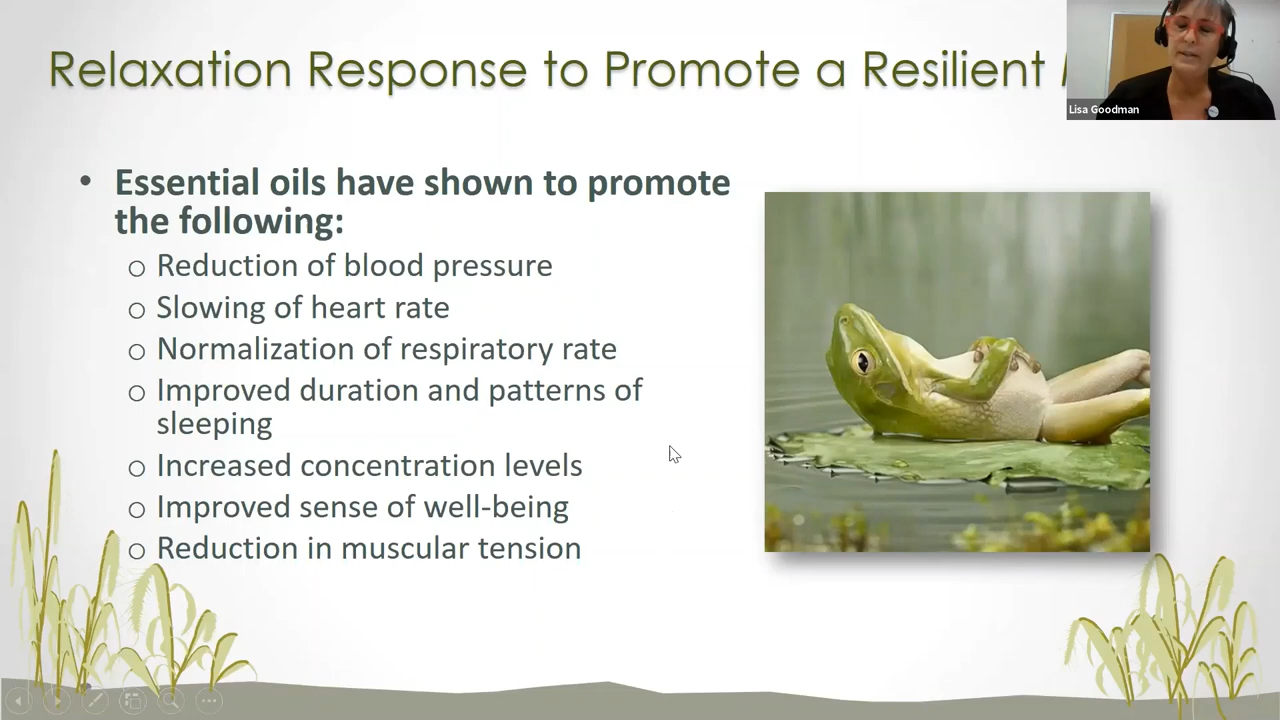 Relaxation Response to Promote a Resilient
Lisa Goodman
• Essential oils have shown to promote
the following:
o Reduction of blood pressure
o Slowing of heart rate
o Normalization of respiratory rate
o Improved duration and patterns of
sleeping
o Increased concentration levels
o Improved sense of well-being
o Reduction in muscular tension